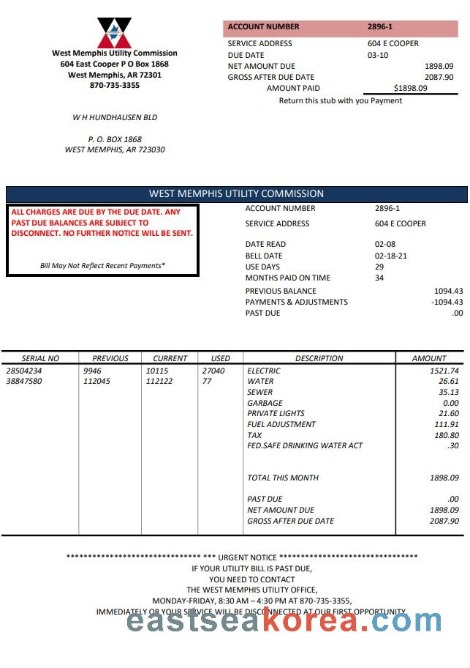 West Memphis Utility Commission
604 East Cooper P O Box 1868
West Memphis, AR 72301
870-735-3355
ACCOUNT NUMBER 2896-1
SERVICE ADDRESS 604 E COOPER
DUE DATE 03-10
NET AMOUNT DUE 1898.09
GROSS AFTER DUE DATE 2087.90
AMOUNT PAID $1898.09
Return this stub with you Payment
W H HUNDHAUSEN BLD
P. O. BOX 1868
WEST MEMPHIS, AR 723030
WEST MEMPHIS UTILITY COMMISSION
ALL CHARGES ARE DUE BY THE DUE DATE. ANY
PAST DUE BALANCES ARE SUBJECT TO
DISCONNECT. NO FURTHER NOTICE WILL BE SENT.
Bill May Not Reflect Recent Payments*
ACCOUNT NUMBER 2896-1
SERVICE ADDRESS 604 E COOPER
DATE READ 02-08
BELL DATE 02-18-21
USE DAYS 29
MONTHS PAID ON TIME 34
PREVIOUS BALANCE 1094.43
PAYMENTS & ADJUSTMENTS -1094.43
PAST DUE .00
SERIAL NO PREVIOUS CURRENT USED DESCRIPTION AMOUNT
28504234 9946 10115 27040 ELECTRIC 1521.74
38847580 112045 112122 77 WATER 26.61
SEWER 35.13
GARBAGE 0.00
PRIVATE LIGHTS 21.60
FUEL ADJUSTMENT 111.91
TAX 180.80
FED.SAFE DRINKING WATER ACT .30
TOTAL THIS MONTH 1898.09
PAST DUE .00
NET AMOUNT DUE 1898.09
GROSS AFTER DUE DATE 2087.90
******************************* *** URGENT NOTICE ********************************
IF YOUR UTILITY BILL IS PAST DUE,
YOU NEED TO CONTACT
THE WEST MEMPHIS UTILITY OFFICE,
MONDAY-FRIDAY, 8:30 AM – 4:30 PM AT 870-735-3355,
IMMEDIATELY OR YOUR SERVICE WILL BE DISCONNECTED AT OUR FIRST OPPORTUNITY.
eastseakorea.com